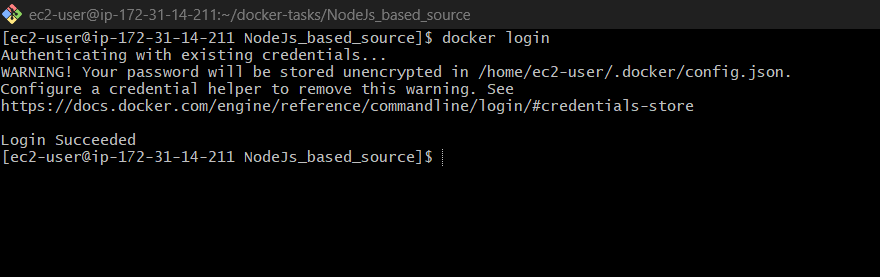 ec2-user@ip-172-31-14-211:~/docker-tasks/NodeJs_based_source
[ec2-user@ip-172-31-14-211 NodeJs_based_source]$ docker login
Authenticating with existing credentials...
WARNING! Your password will be stored unencrypted in /home/ec2-user/.docker/config.json.
Configure a credential helper to remove this warning. See
https://docs.docker.com/engine/reference/commandline/login/#credentials-store
Login Succeeded
[ec2-user@ip-172-31-14-211 NodeJs_based_source]$